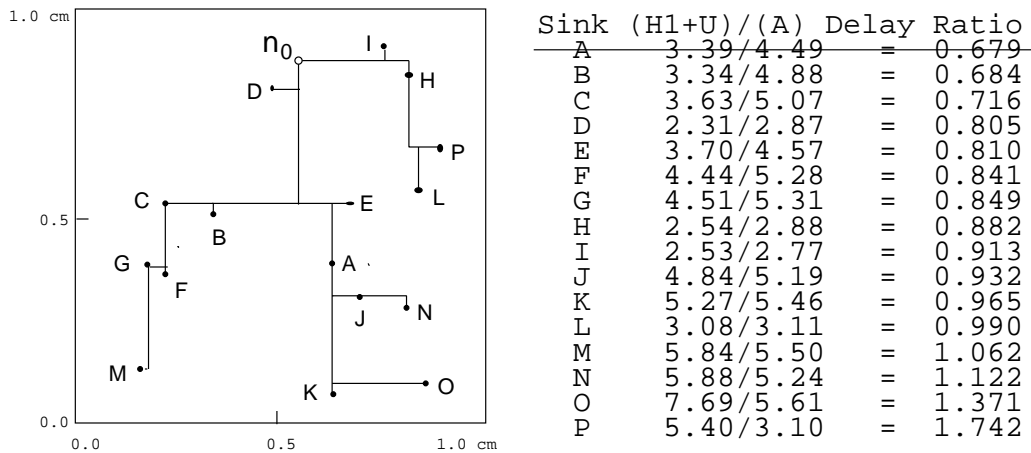 1.0 cm
n0
I
H
D
P
L
C
E
B
0.5
G
A
F
J
N
M
K
O
0.0
0.0
0.5
1.0 cm
Sink (H1+U)/(A) Delay Ratio
A 3.39/4.49 = 0.679
B 3.34/4.88 = 0.684
C 3.63/5.07 = 0.716
D 2.31/2.87 = 0.805
E 3.70/4.57 = 0.810
F 4.44/5.28 = 0.841
G 4.51/5.31 = 0.849
H 2.54/2.88 = 0.882
I 2.53/2.77 = 0.913
J 4.84/5.19 = 0.932
K 5.27/5.46 = 0.965
L 3.08/3.11 = 0.990
M 5.84/5.50 = 1.062
N 5.88/5.24 = 1.122
O 7.69/5.61 = 1.371
P 5.40/3.10 = 1.742